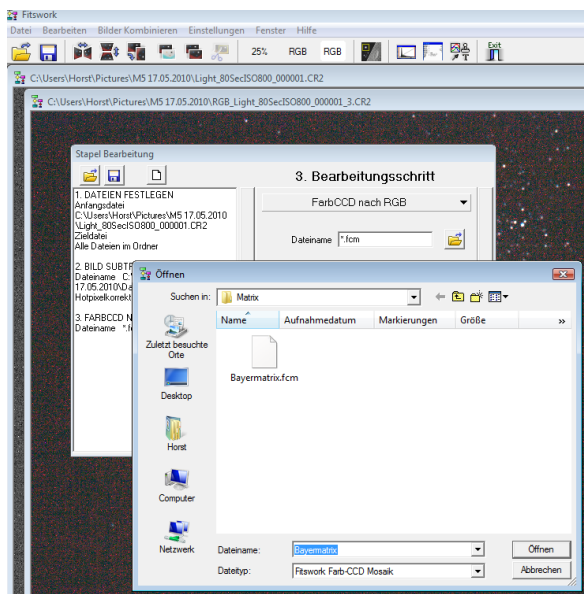 Fitswork
Datei Bearbeiten Bilder Kombinieren Einstellungen Fenster Hilfe
25% RGB RGB Exit
C:\Users\Horst\Pictures\M5 17.05.2010\Light_80SecISO800_000001.CR2
C:\Users\Horst\Pictures\M5 17.05.2010\RGB_Light_80SecISO800_000001_3.CR2
Stapel Bearbeitung
3. Bearbeitungsschritt
1. DATEIEN FESTLEGEN
Anfangsdatei
C:\Users\Horst\Pictures\M5 17.05.2010
\Light_80SecISO800_000001.CR2
Zieldatei
Alle Dateien im Ordner
FarbCCD nach RGB
Dateiname *.fcm
2. BILD SUBTR
Dateiname C:\
17.05.2010\Da
Hotpixelkorrekt
3. FARBCCD N
Dateiname *.f
Öffnen
Suchen in: Matrix
Name Aufnahmedatum Markierungen Größe »
Zuletzt besuchte
Orte
Desktop
Horst
Computer
Netzwerk
Bayermatrix.fcm
Dateiname: Bayermatrix Öffnen
Dateityp: Fitswork Farb-CCD Mosaik Abbrechen